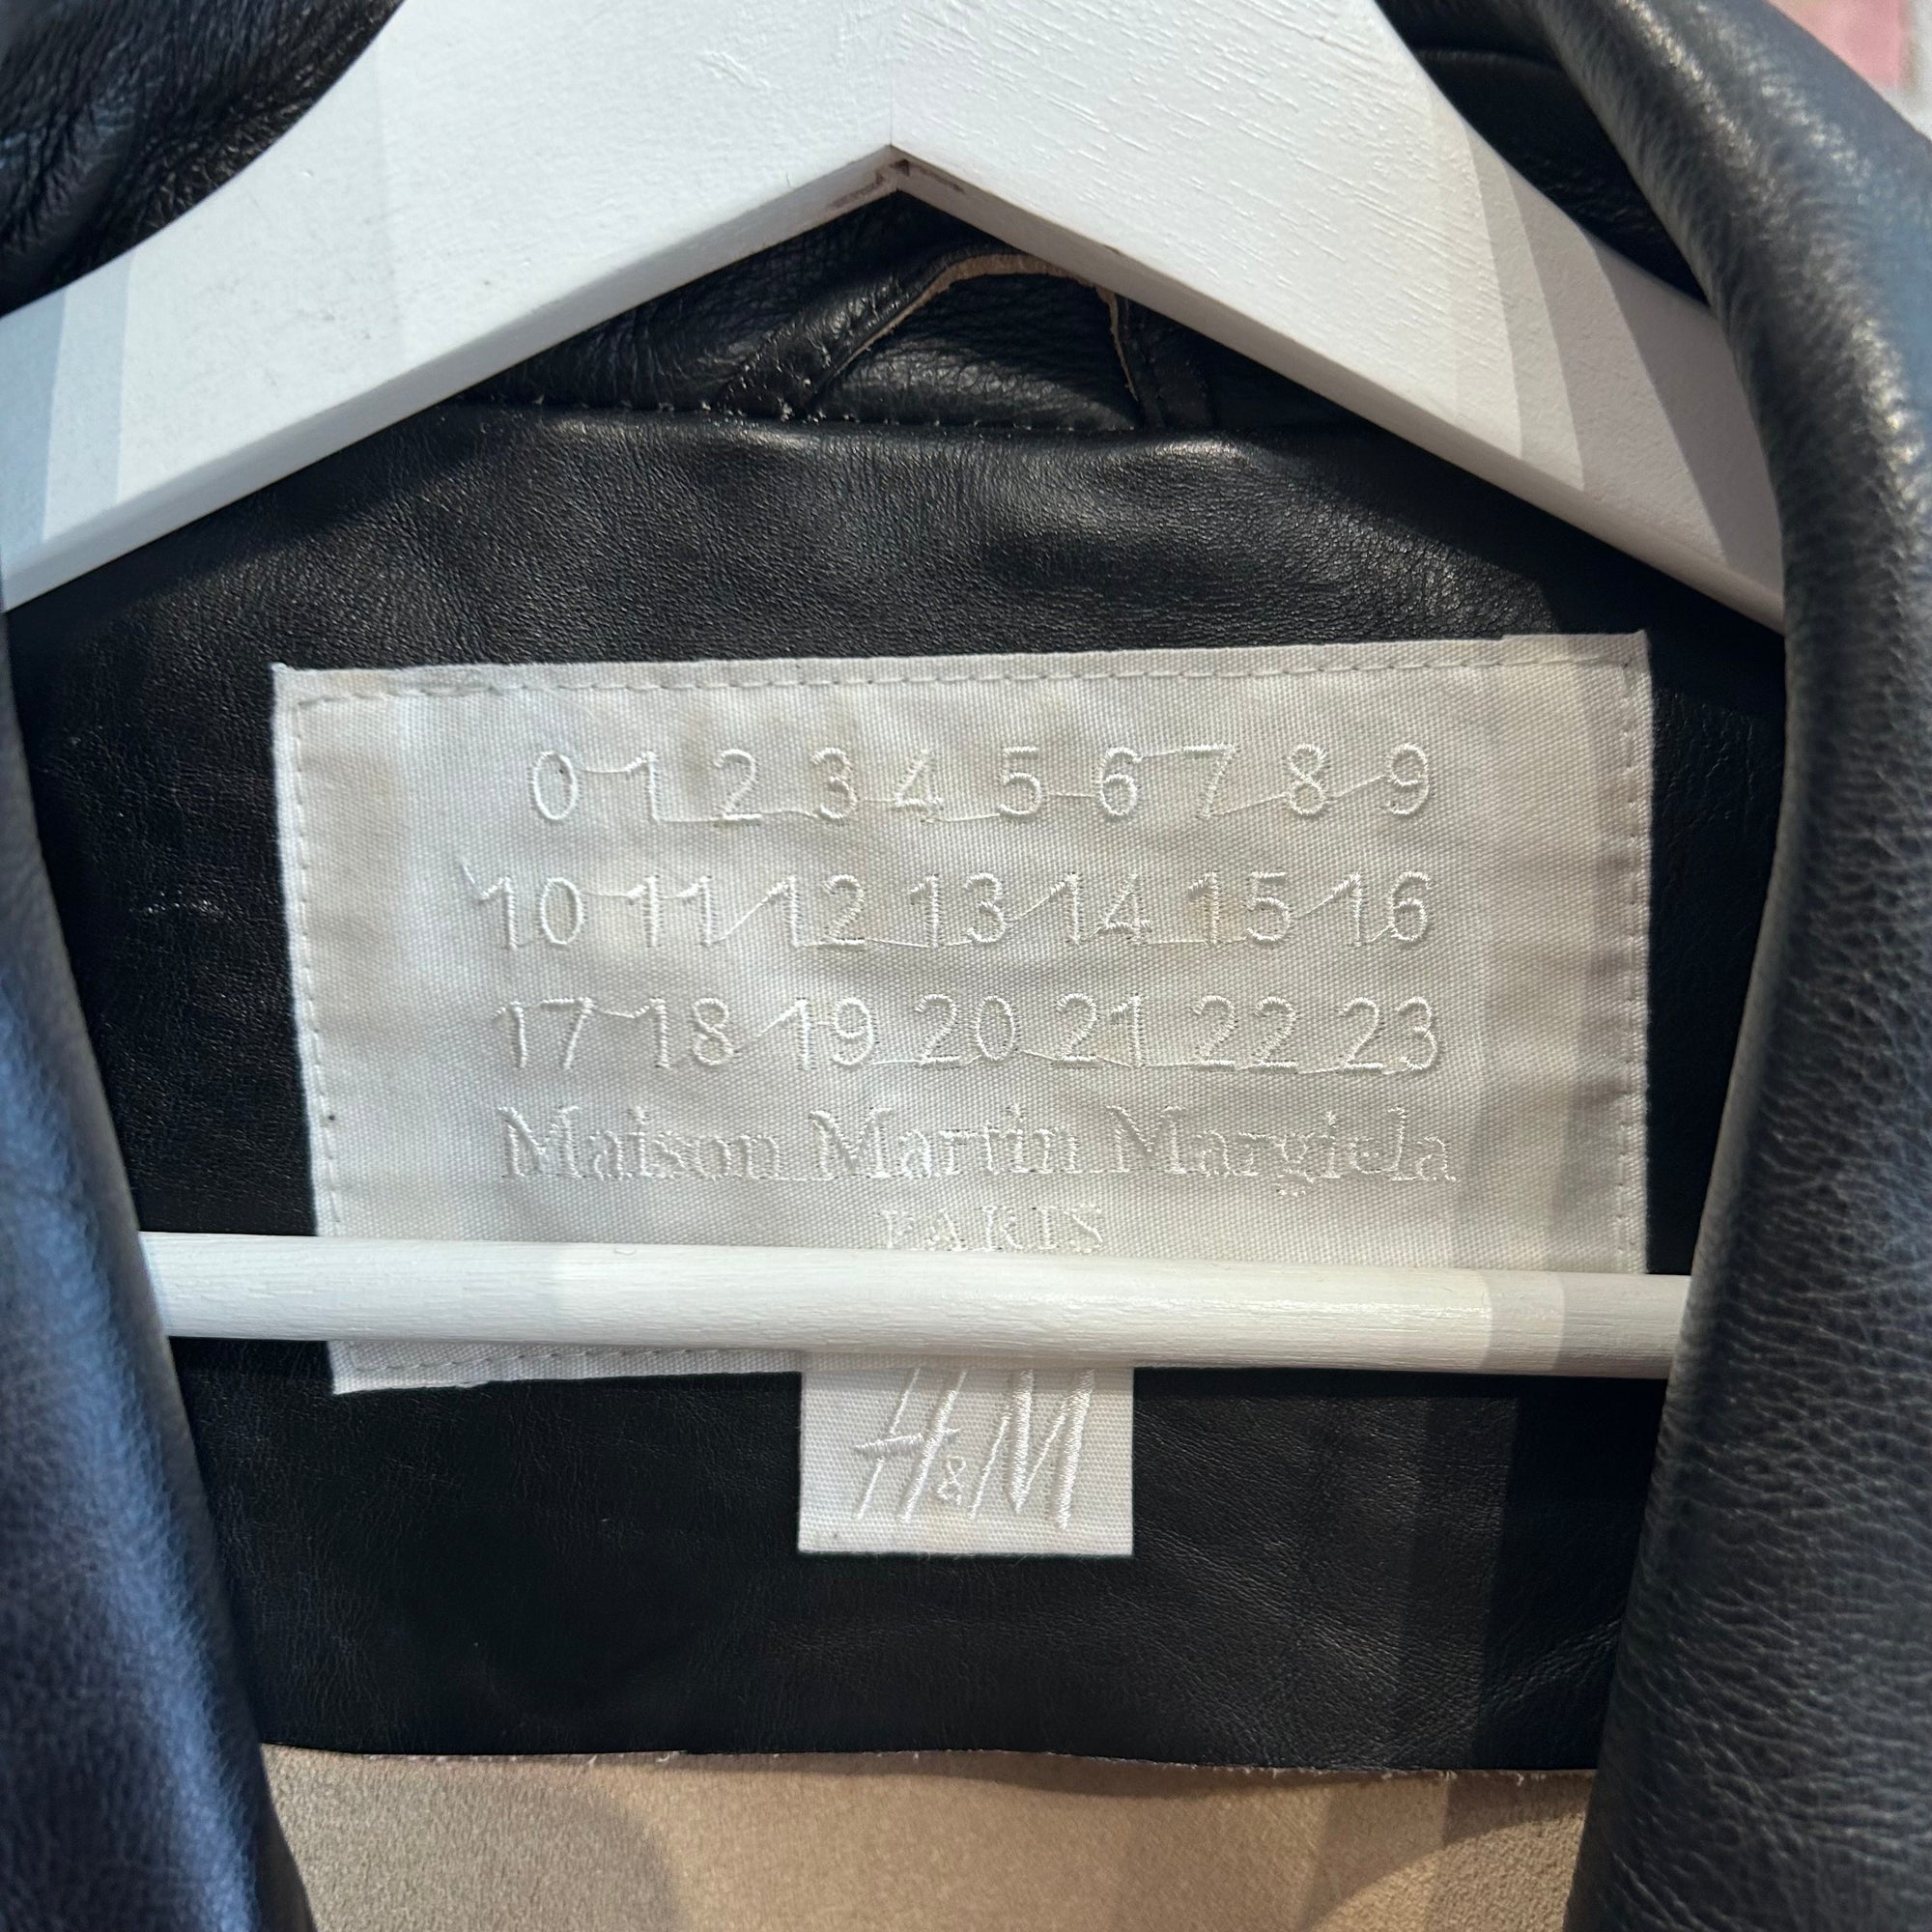 0 1 2 3 4 5 6 7 8 9
10 11 12 13 14 15 16
17 18 19 20 21 22 23
Maison Martin Margiela
PARIS
H&M